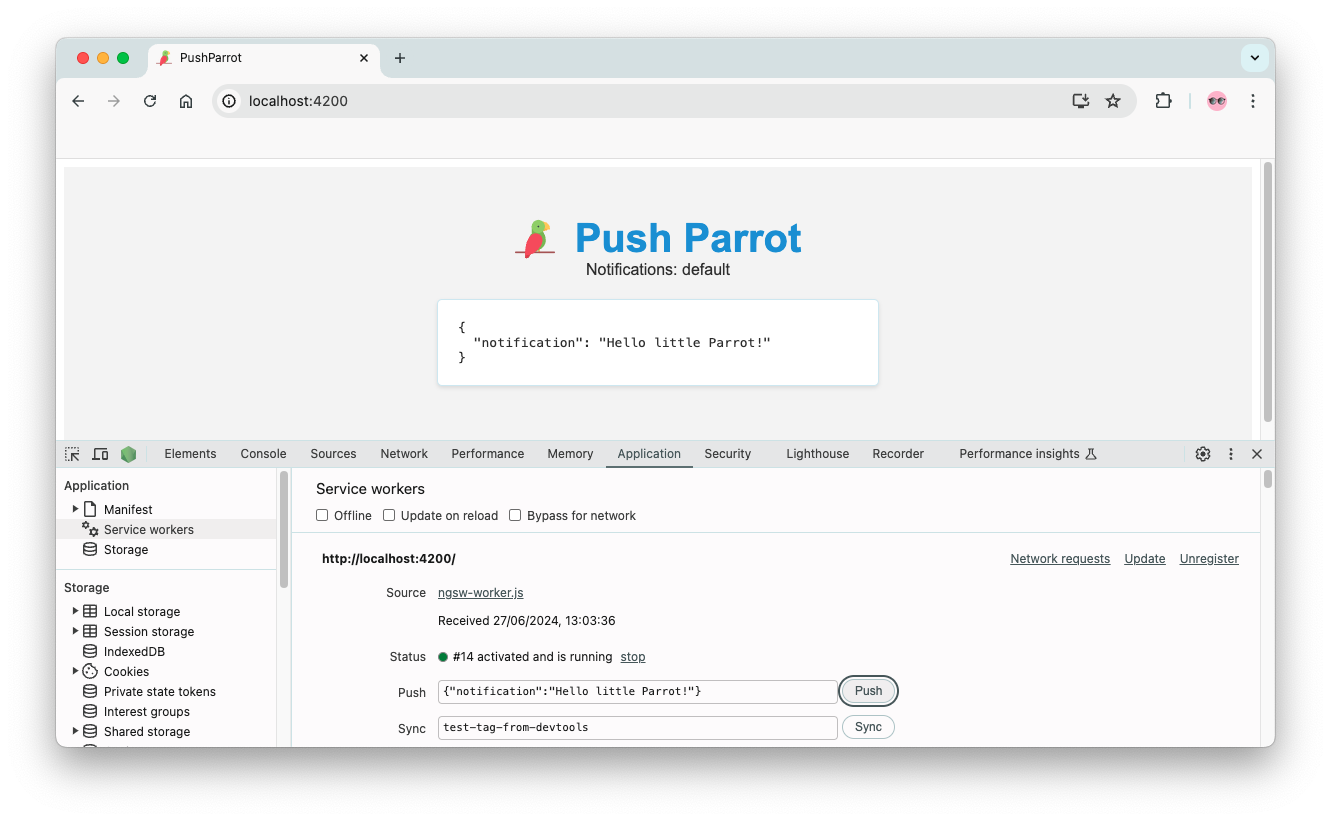 PushParrot
localhost:4200
Push Parrot
Notifications: default
{
"notification": "Hello little Parrot!"
}
Elements Console Sources Network Performance Memory Application Security Lighthouse Recorder Performance insights
Application
Manifest
Service workers
Storage
Storage
Local storage
Session storage
IndexedDB
Cookies
Private state tokens
Interest groups
Shared storage
Service workers
Offline Update on reload Bypass for network
http://localhost:4200/ Network requests Update Unregister
Source ngsw-worker.js
Received 27/06/2024, 13:03:36
Status #14 activated and is running stop
Push {"notification":"Hello little Parrot!"} Push
Sync test-tag-from-devtools Sync